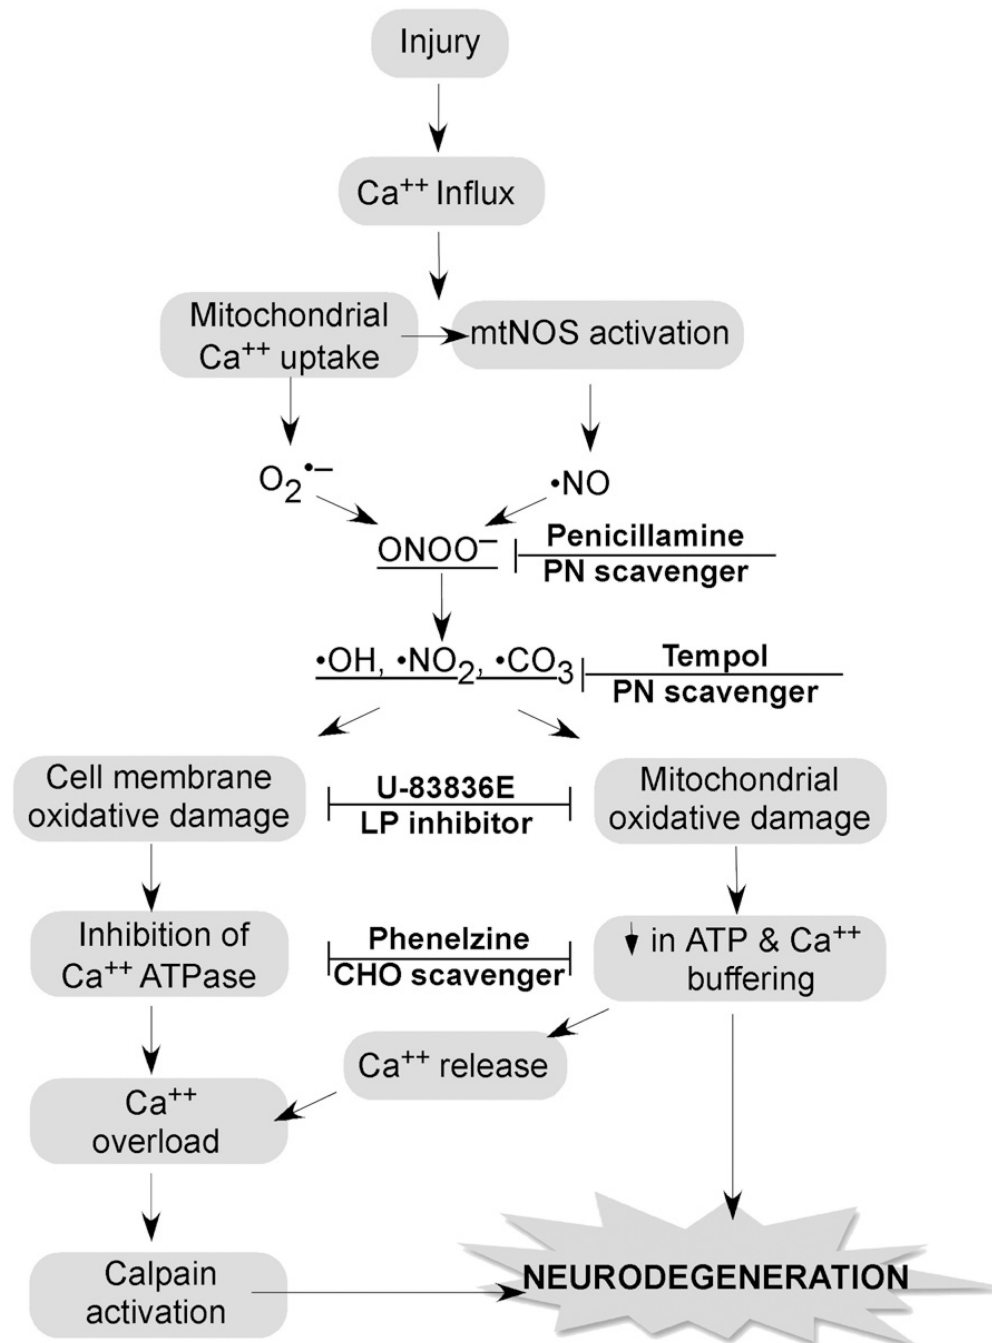 Injury
Ca⁺⁺ Influx
Mitochondrial
Ca⁺⁺ uptake
mtNOS activation
O₂•–
•NO
ONOO–
Penicillamine
PN scavenger
•OH, •NO₂, •CO₃
Tempol
PN scavenger
Cell membrane
oxidative damage
U-83836E
LP inhibitor
Mitochondrial
oxidative damage
Inhibition of
Ca⁺⁺ ATPase
Phenelzine
CHO scavenger
in ATP & Ca⁺⁺
buffering
Ca⁺⁺ release
Ca⁺⁺
overload
Calpain
activation
NEURODEGENERATION